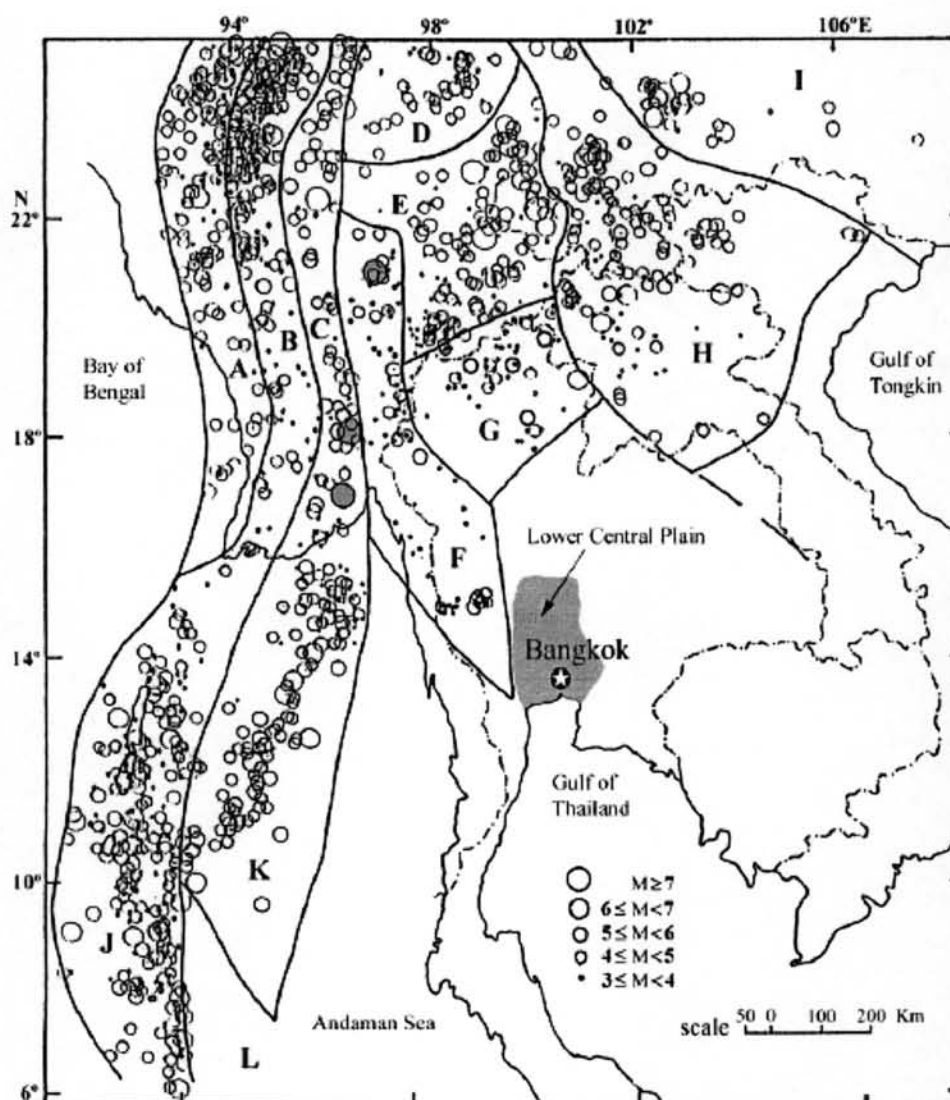 94°
98°
102°
106°E
I
D
N
22°
E
Bay of
Bengal
A
B
C
H
Gulf of
Tongkin
G
18°
F
Lower Central Plain
14°
Bangkok
Gulf of
Thailand
K
M≥7
10°
6≤ M<7
5≤ M<6
J
4≤ M<5
3≤ M<4
Andaman Sea
scale 50 0 100 200 Km
L
6°